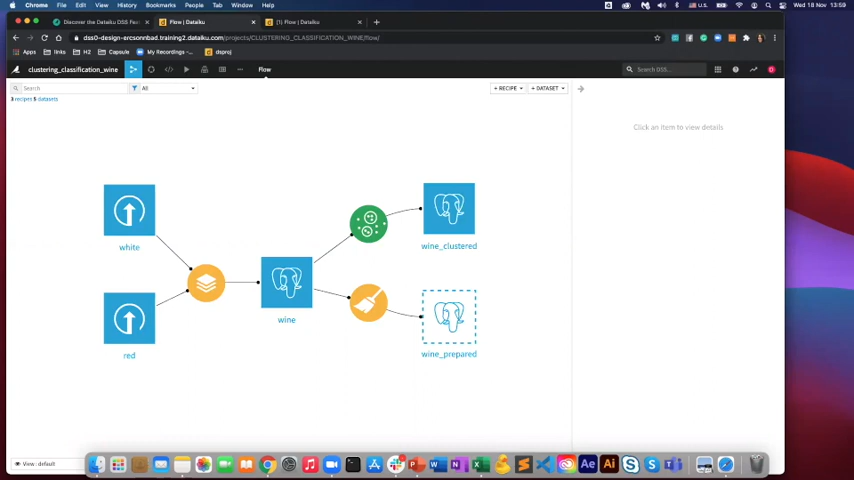 Chrome File Edit View History Bookmarks People Tab Window Help U.S. Wed 18 Nov 13:59
Discover the Dataiku DSS Feat Flow | Dataiku (1) Flow | Dataiku
dss0-design-ercsonnbad.training2.dataiku.com/projects/CLUSTERING_CLASSIFICATION_WINE/flow/
Apps links H2 Capsule My Recordings -... dsproj
clustering_classification_wine Flow Search DSS...
Search All + RECIPE + DATASET
3 recipes 5 datasets
Click an item to view details
white
wine_clustered
wine
red
wine_prepared
View : default